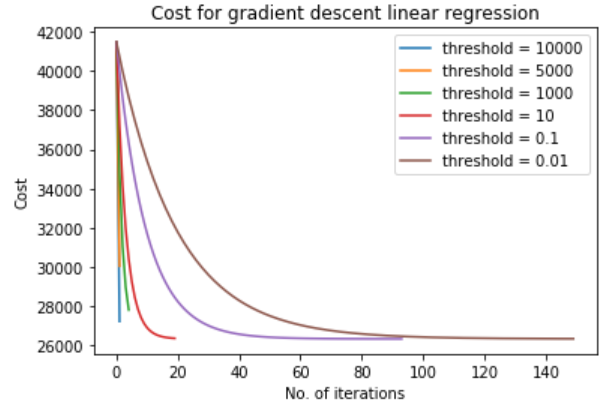 Cost for gradient descent linear regression
42000
40000
38000
36000
34000
32000
30000
28000
26000
Cost
threshold = 10000
threshold = 5000
threshold = 1000
threshold = 10
threshold = 0.1
threshold = 0.01
0 20 40 60 80 100 120 140
No. of iterations